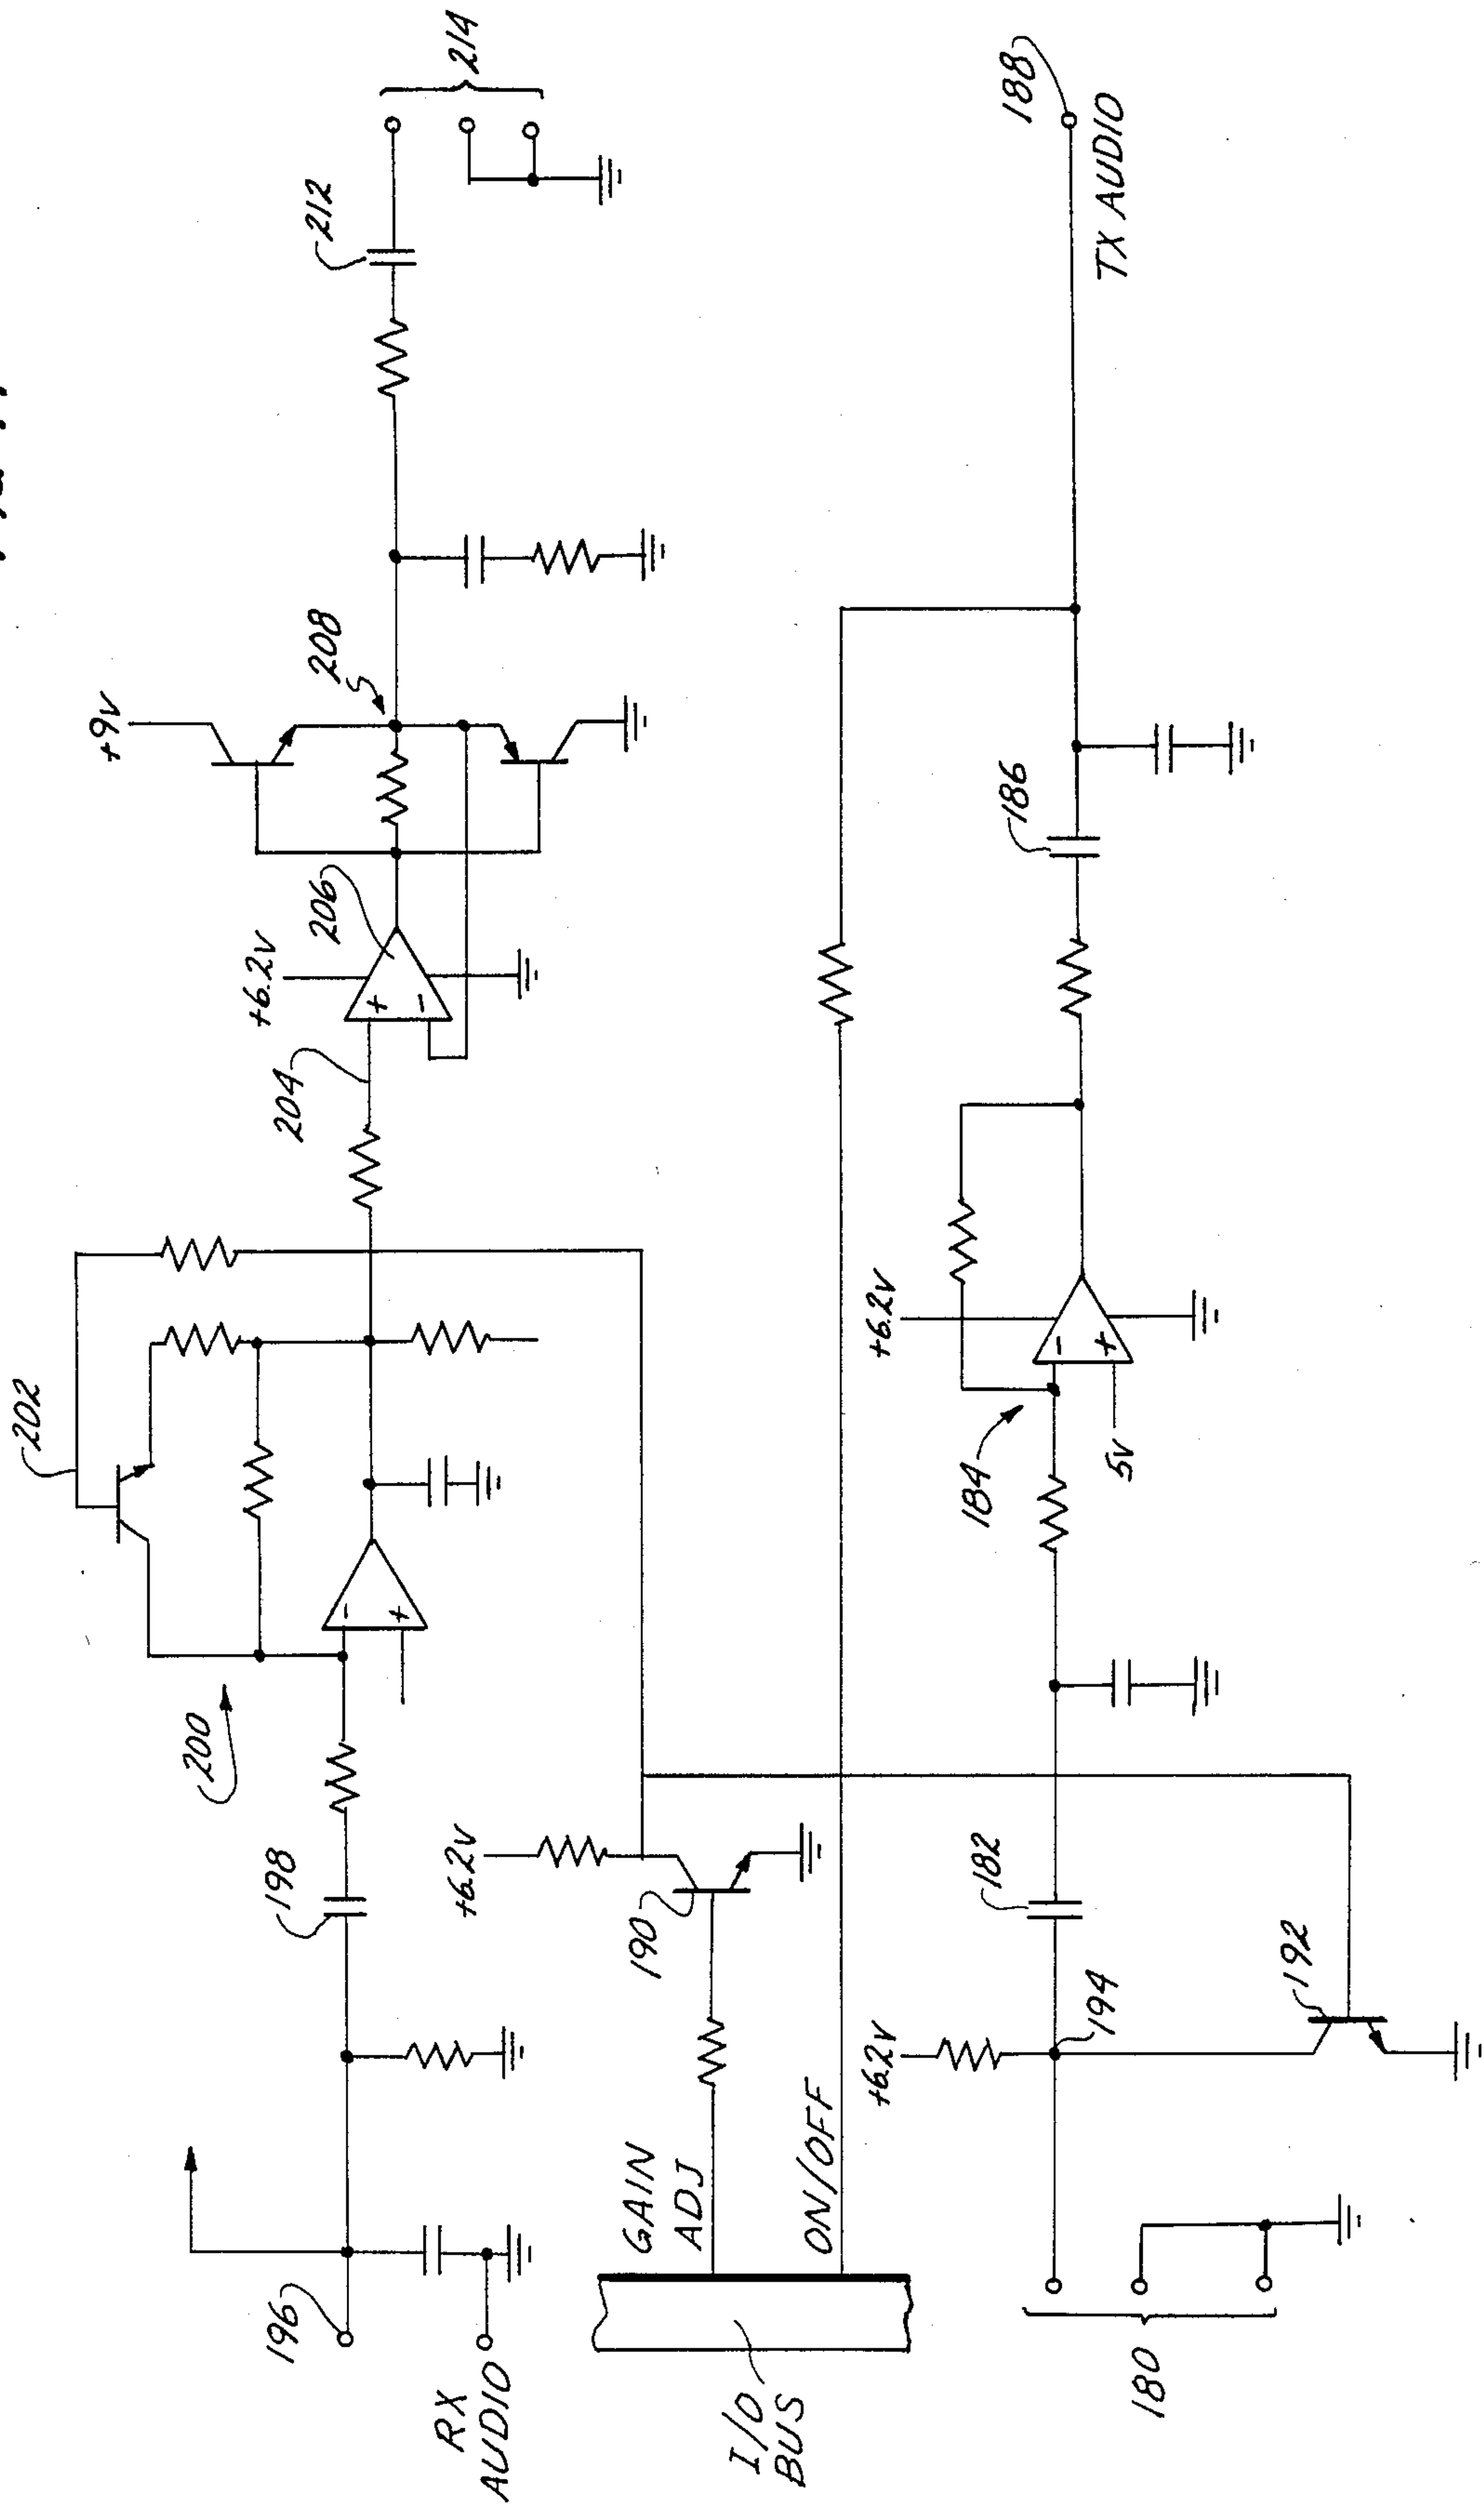 +9V
208
212
214
202
204
+6.2V
206
200
198
196
RX
AUDIO
+6.2V
190
GAIN
ADJ
ON/OFF
I/O
BUS
+6.2V
184
5V
186
188
TX AUDIO
+6.2V
182
194
192
180
+
−
−
+
−
+